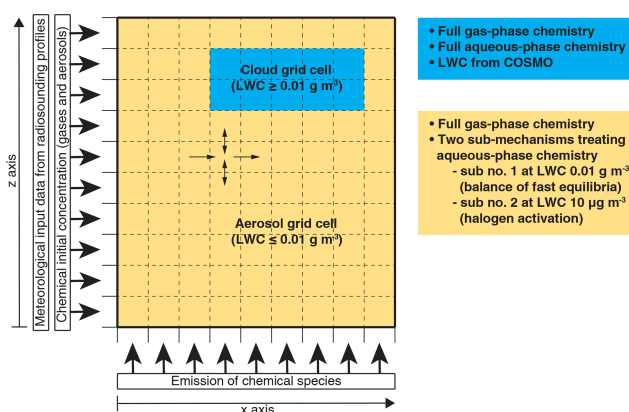 z axis
Meteorological input data from radiosounding profiles
Chemical initial concentration (gases and aerosols)
Cloud grid cell
(LWC ≥ 0.01 g m⁻³)
Aerosol grid cell
(LWC ≤ 0.01 g m⁻³)
Emission of chemical species
x axis
• Full gas-phase chemistry
• Full aqueous-phase chemistry
• LWC from COSMO
• Full gas-phase chemistry
• Two sub-mechanisms treating
aqueous-phase chemistry
- sub no. 1 at LWC 0.01 g m⁻³
(balance of fast equilibria)
- sub no. 2 at LWC 10 µg m⁻³
(halogen activation)